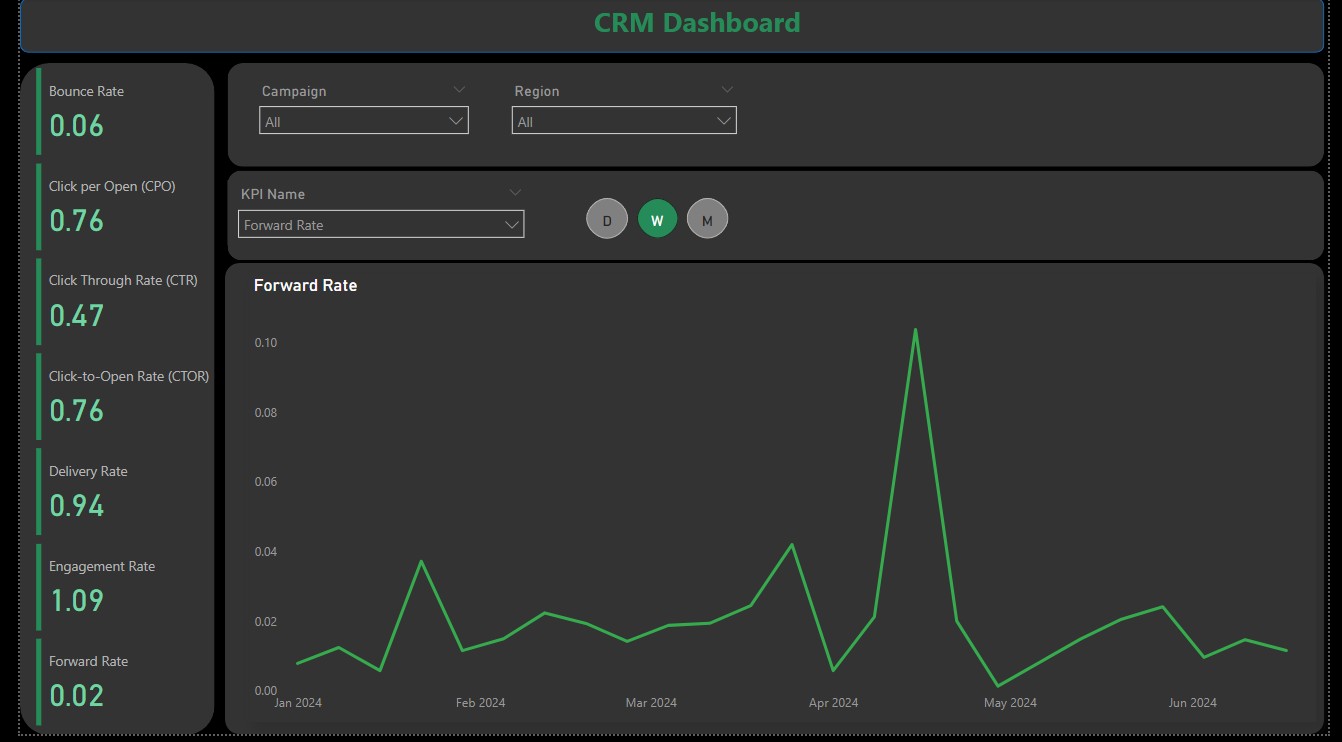 CRM Dashboard
Bounce Rate
0.06
Click per Open (CPO)
0.76
Click Through Rate (CTR)
0.47
Click-to-Open Rate (CTOR)
0.76
Delivery Rate
0.94
Engagement Rate
1.09
Forward Rate
0.02
Campaign
All
Region
All
KPI Name
Forward Rate
D
W
M
Forward Rate
0.10
0.08
0.06
0.04
0.02
0.00
Jan 2024 Feb 2024 Mar 2024 Apr 2024 May 2024 Jun 2024